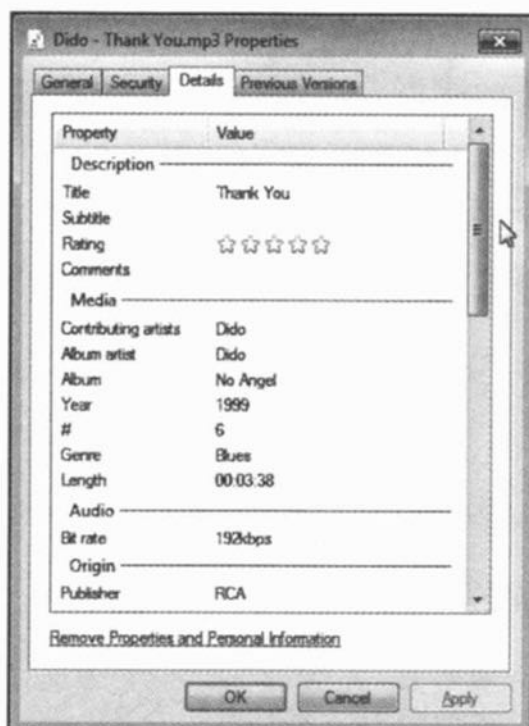 Dido - Thank You.mp3 Properties
General Security Details Previous Versions
Property Value
Description
Title Thank You
Subtitle
Rating
Comments
Media
Contributing artists Dido
Album artist Dido
Album No Angel
Year 1999
# 6
Genre Blues
Length 00:03:38
Audio
Bit rate 192kbps
Origin
Publisher RCA
Remove Properties and Personal Information
OK Cancel Apply